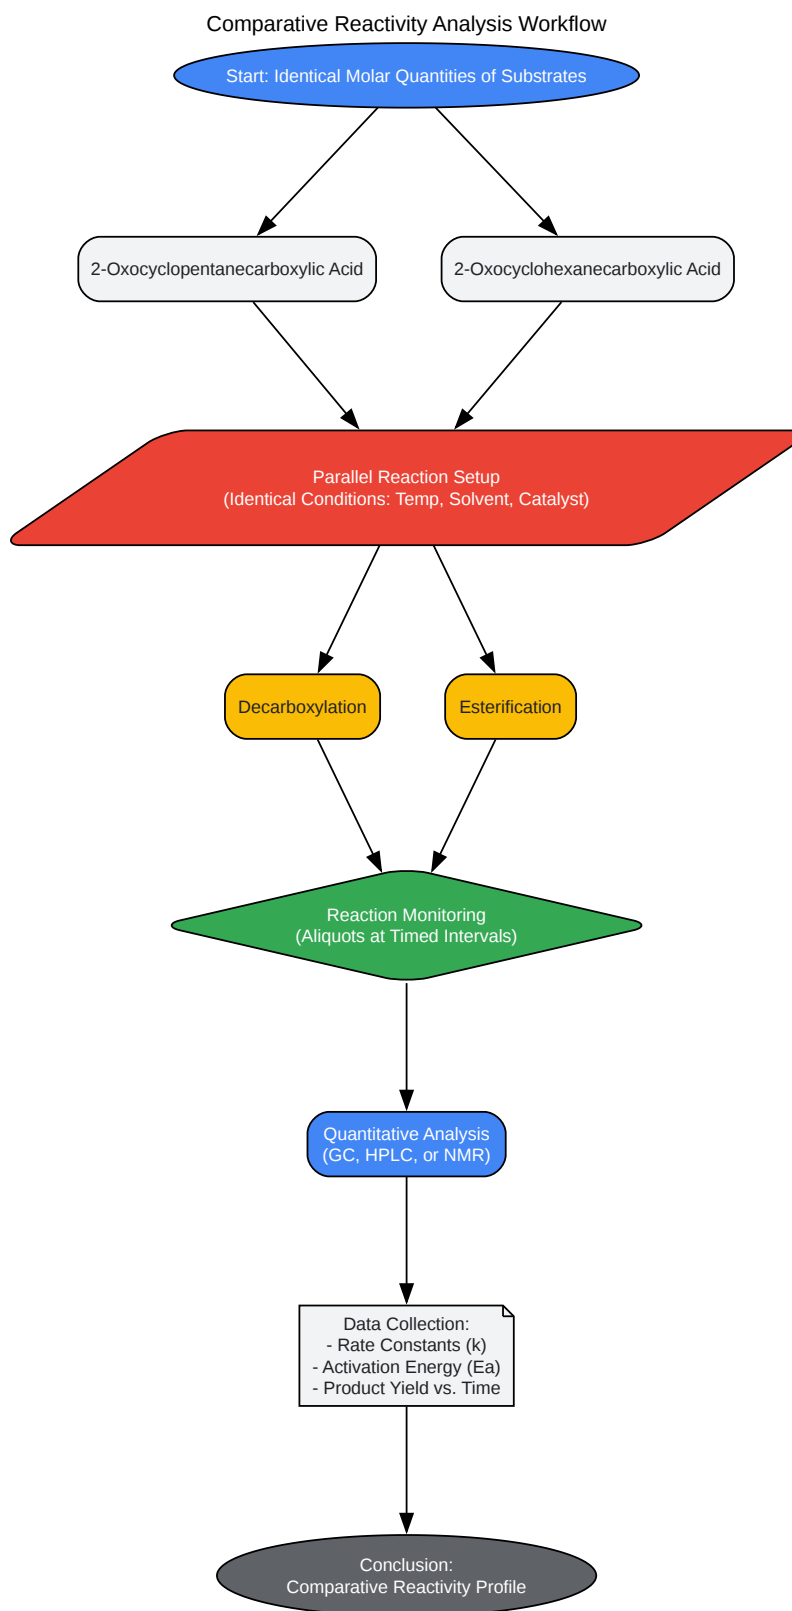 Comparative Reactivity Analysis Workflow
Start: Identical Molar Quantities of Substrates
2-Oxocyclopentanecarboxylic Acid
2-Oxocyclohexanecarboxylic Acid
Parallel Reaction Setup
(Identical Conditions: Temp, Solvent, Catalyst)
Decarboxylation
Esterification
Reaction Monitoring
(Aliquots at Timed Intervals)
Quantitative Analysis
(GC, HPLC, or NMR)
Data Collection:
- Rate Constants (k)
- Activation Energy (Ea)
- Product Yield vs. Time
Conclusion:
Comparative Reactivity Profile